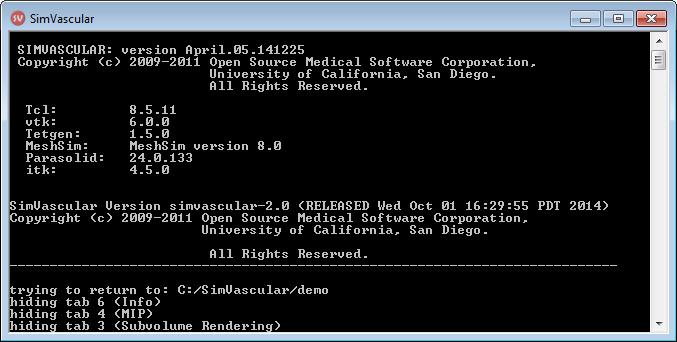 SimVascular
SIMVASCULAR: version April.05.141225
Copyright (c) 2009-2011 Open Source Medical Software Corporation,
University of California, San Diego.
All Rights Reserved.
Tcl: 8.5.11
vtk: 6.0.0
Tetgen: 1.5.0
MeshSim: MeshSim version 8.0
Parasolid: 24.0.133
itk: 4.5.0
SimVascular Version simvascular-2.0 (RELEASED Wed Oct 01 16:29:55 PDT 2014)
Copyright (c) 2009-2011 Open Source Medical Software Corporation,
University of California, San Diego.
All Rights Reserved.
trying to return to: C:/SimVascular/demo
hiding tab 6 (Info)
hiding tab 4 (MIP)
hiding tab 3 (Subvolume Rendering)